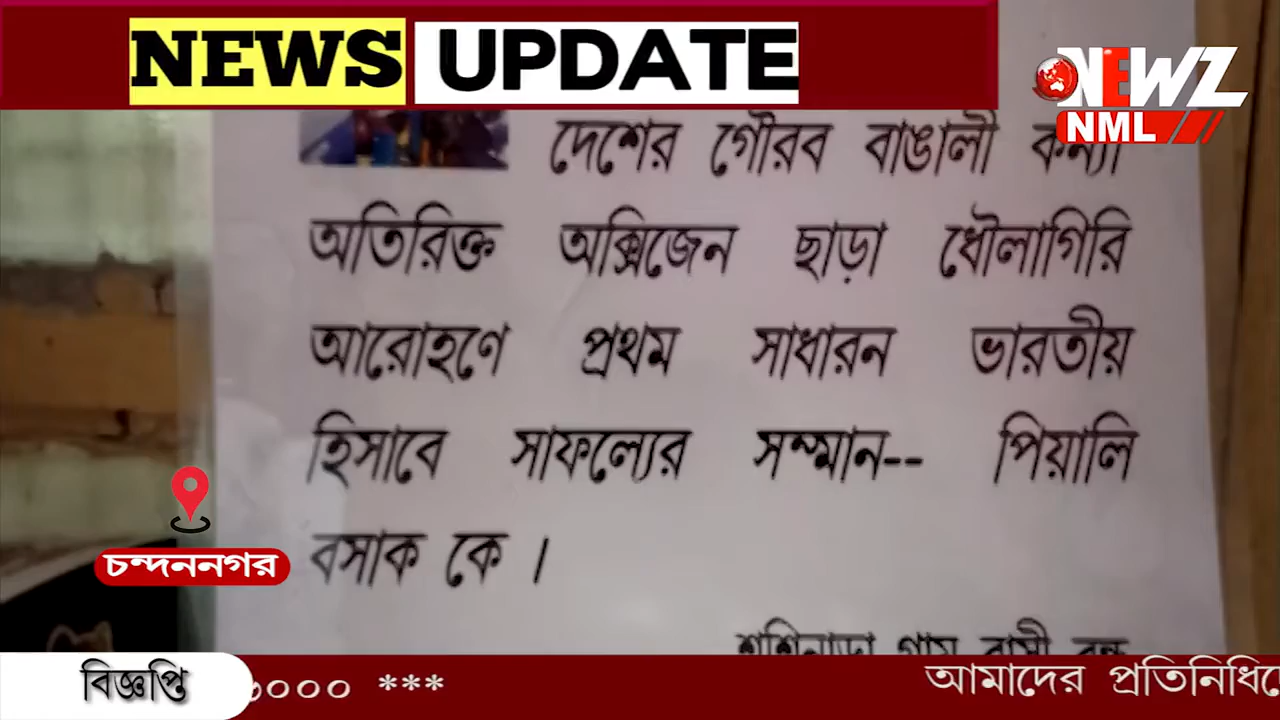 NEWS UPDATE
NEWZ
NML
দেশের গৌরব বাঙালী কন্যা
অতিরিক্ত অক্সিজেন ছাড়া ধৌলাগিরি
আরোহণে প্রথম সাধারন ভারতীয়
হিসাবে সাফল্যের সম্মান-- পিয়ালি
বসাক কে ।
চন্দননগর
বিজ্ঞপ্তি ০০০ *** আমাদের